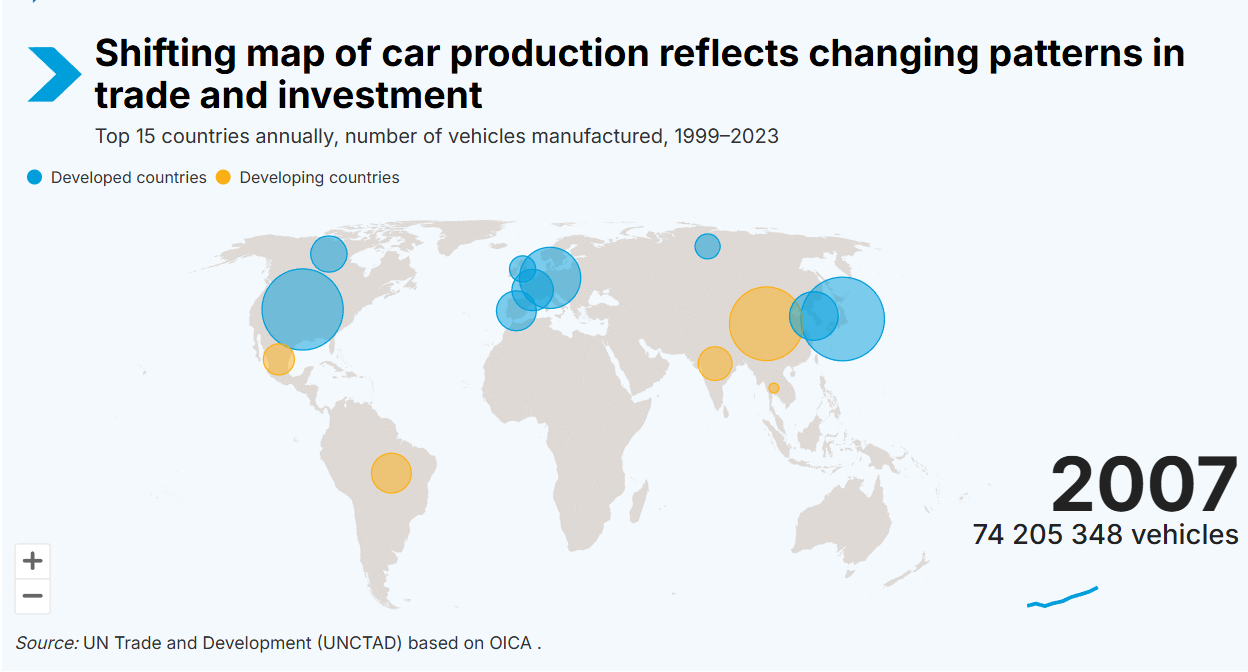 Shifting map of car production reflects changing patterns in
trade and investment
Top 15 countries annually, number of vehicles manufactured, 1999–2023
Developed countries Developing countries
2007
74 205 348 vehicles
+
−
Source: UN Trade and Development (UNCTAD) based on OICA .